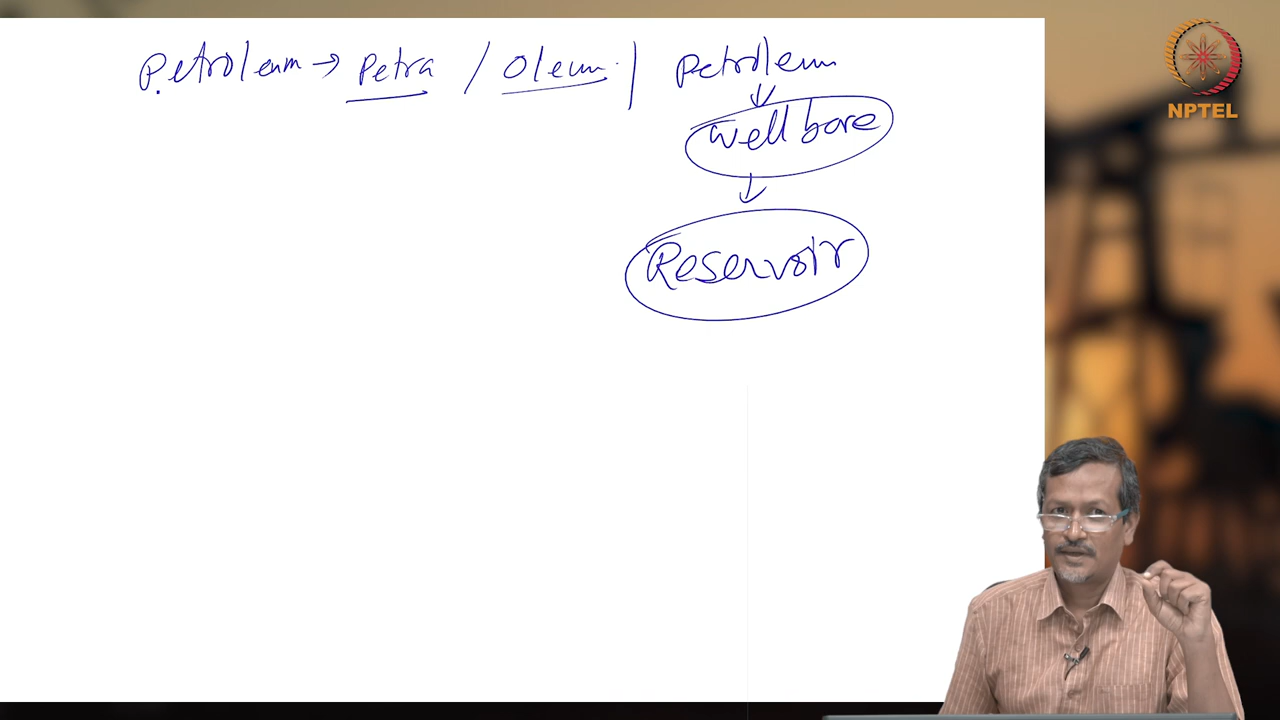 Petroleum → Petra / Oleum | Petroleum
↓
Well bore
↓
Reservoir
NPTEL